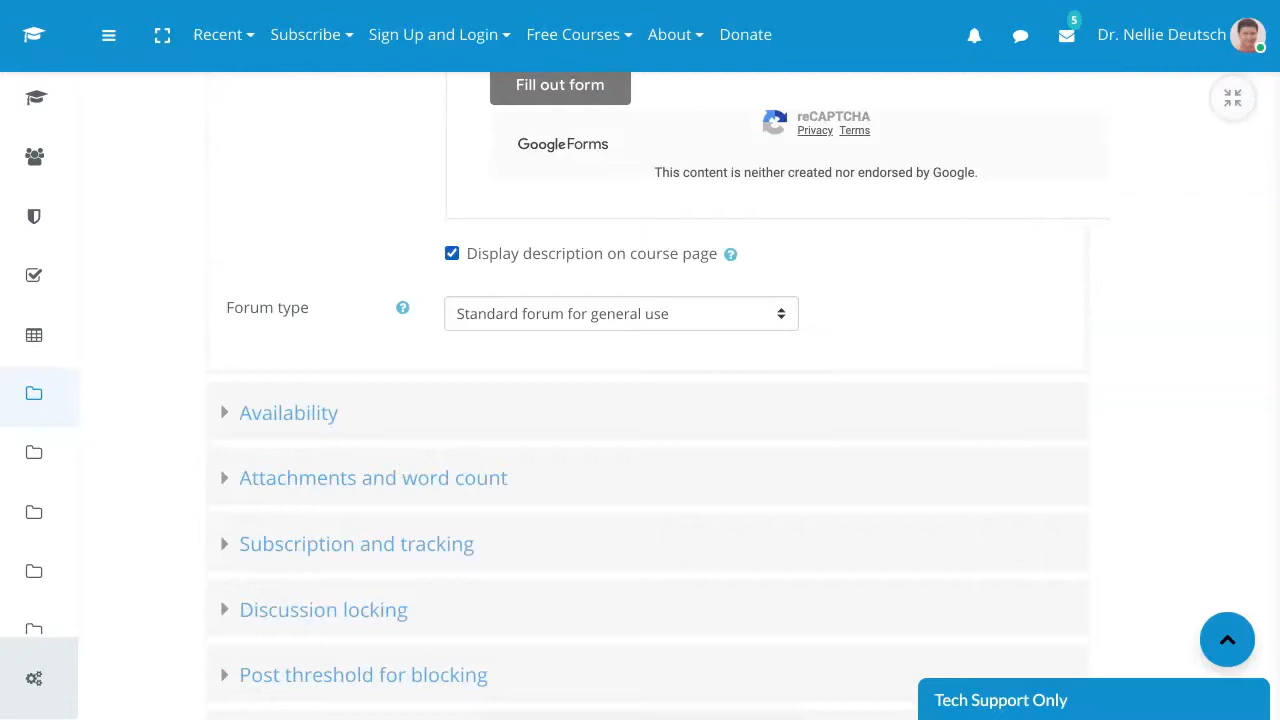 5
Recent Subscribe Sign Up and Login Free Courses About Donate Dr. Nellie Deutsch
Fill out form
reCAPTCHA
Privacy Terms
Google Forms
This content is neither created nor endorsed by Google.
Display description on course page
Forum type
Standard forum for general use
Availability
Attachments and word count
Subscription and tracking
Discussion locking
Post threshold for blocking
Tech Support Only